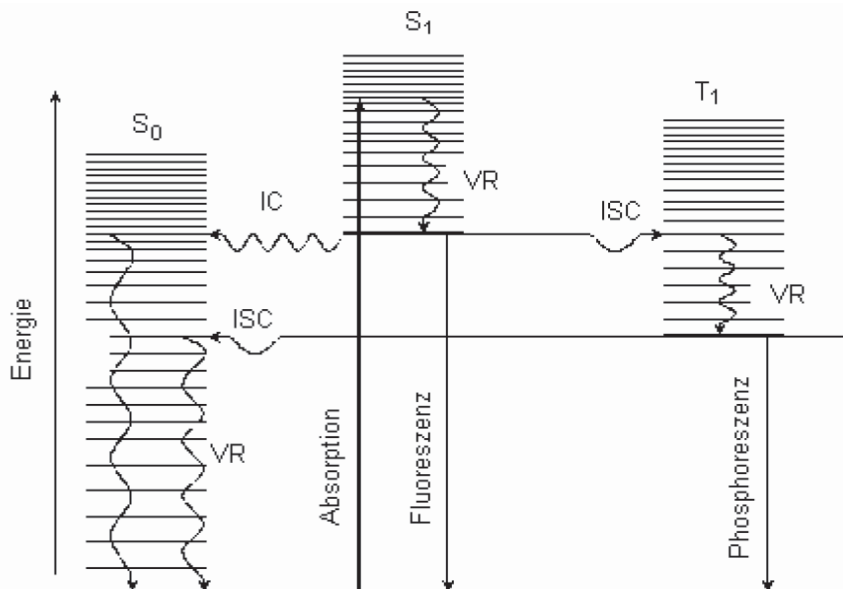 S1
T1
S0
IC
VR
ISC
VR
ISC
VR
Energie
Absorption
Fluoreszenz
Phosphoreszenz